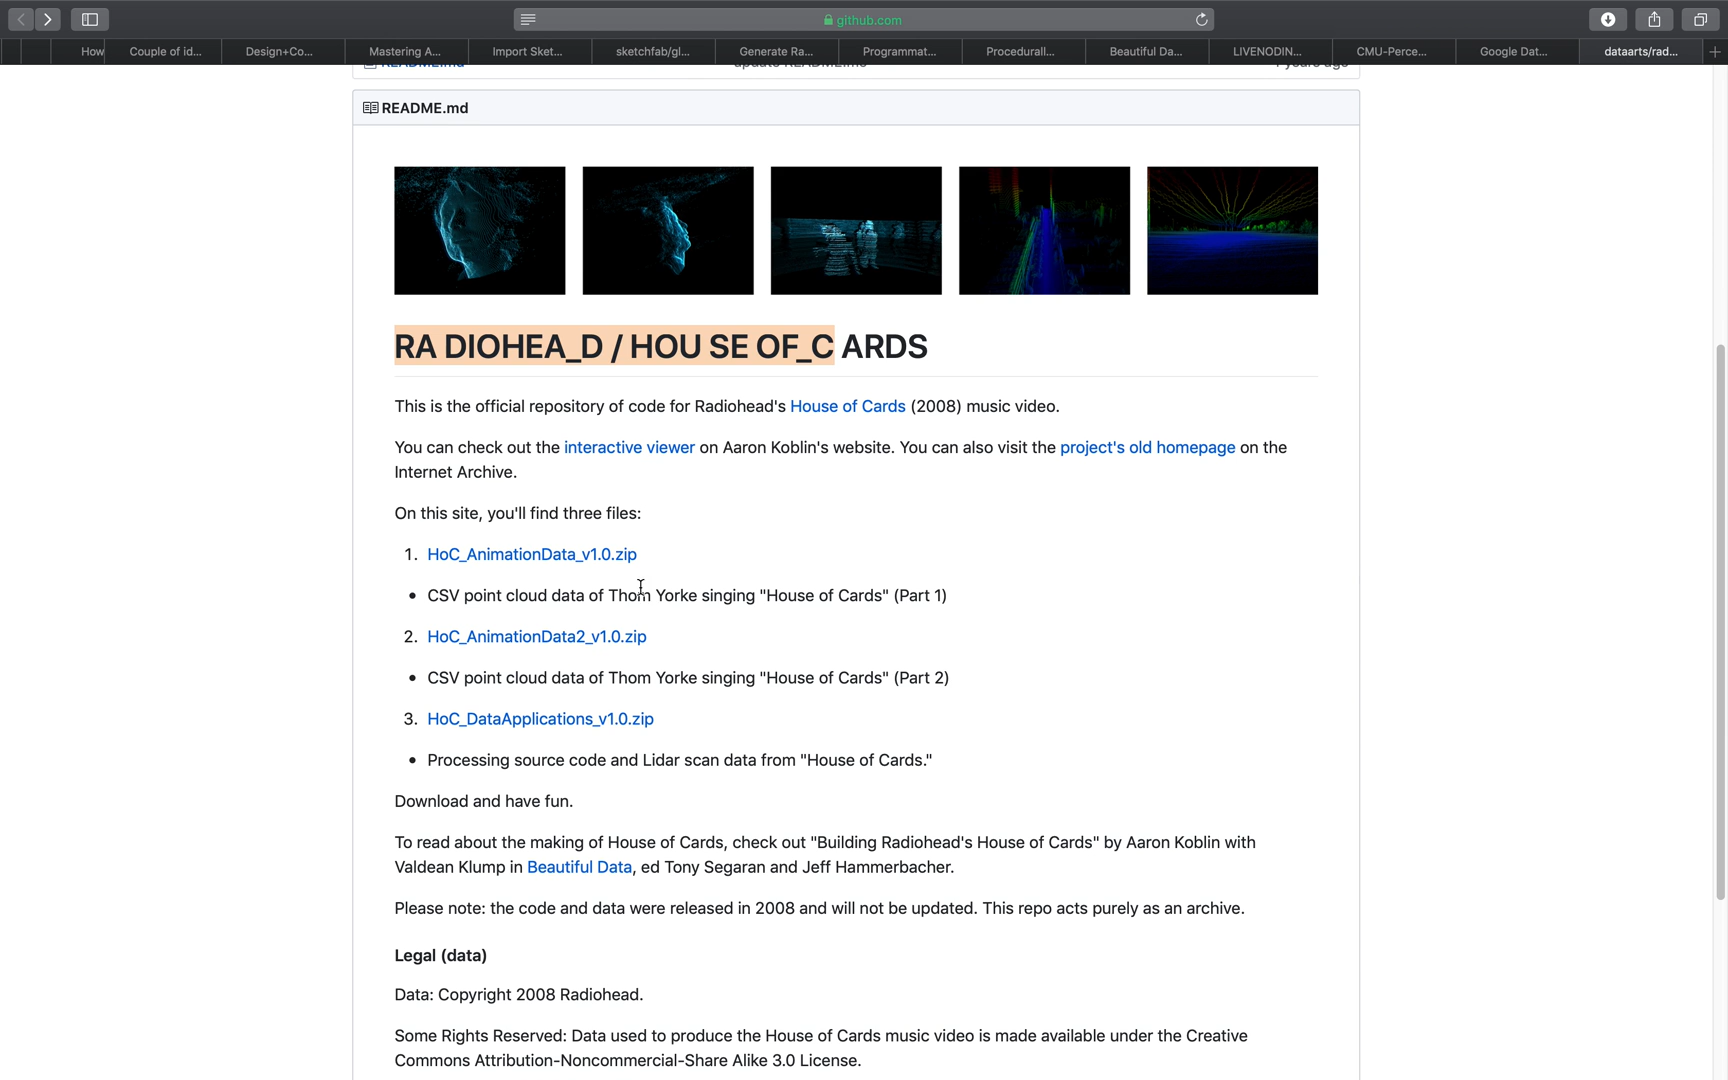 github.com
How
Couple of id...
Design+Co...
Mastering A...
Import Sket...
sketchfab/gl...
Generate Ra...
Programmat...
Procedurall...
Beautiful Da...
LIVENODIN...
CMU-Perce...
Google Dat...
dataarts/rad...
README.md
RA DIOHEA_D / HOU SE OF_C ARDS
This is the official repository of code for Radiohead's House of Cards (2008) music video.
You can check out the interactive viewer on Aaron Koblin's website. You can also visit the project's old homepage on the
Internet Archive.
On this site, you'll find three files:
1. HoC_AnimationData_v1.0.zip
• CSV point cloud data of Thom Yorke singing "House of Cards" (Part 1)
2. HoC_AnimationData2_v1.0.zip
• CSV point cloud data of Thom Yorke singing "House of Cards" (Part 2)
3. HoC_DataApplications_v1.0.zip
• Processing source code and Lidar scan data from "House of Cards."
Download and have fun.
To read about the making of House of Cards, check out "Building Radiohead's House of Cards" by Aaron Koblin with
Valdean Klump in Beautiful Data, ed Tony Segaran and Jeff Hammerbacher.
Please note: the code and data were released in 2008 and will not be updated. This repo acts purely as an archive.
Legal (data)
Data: Copyright 2008 Radiohead.
Some Rights Reserved: Data used to produce the House of Cards music video is made available under the Creative
Commons Attribution-Noncommercial-Share Alike 3.0 License.